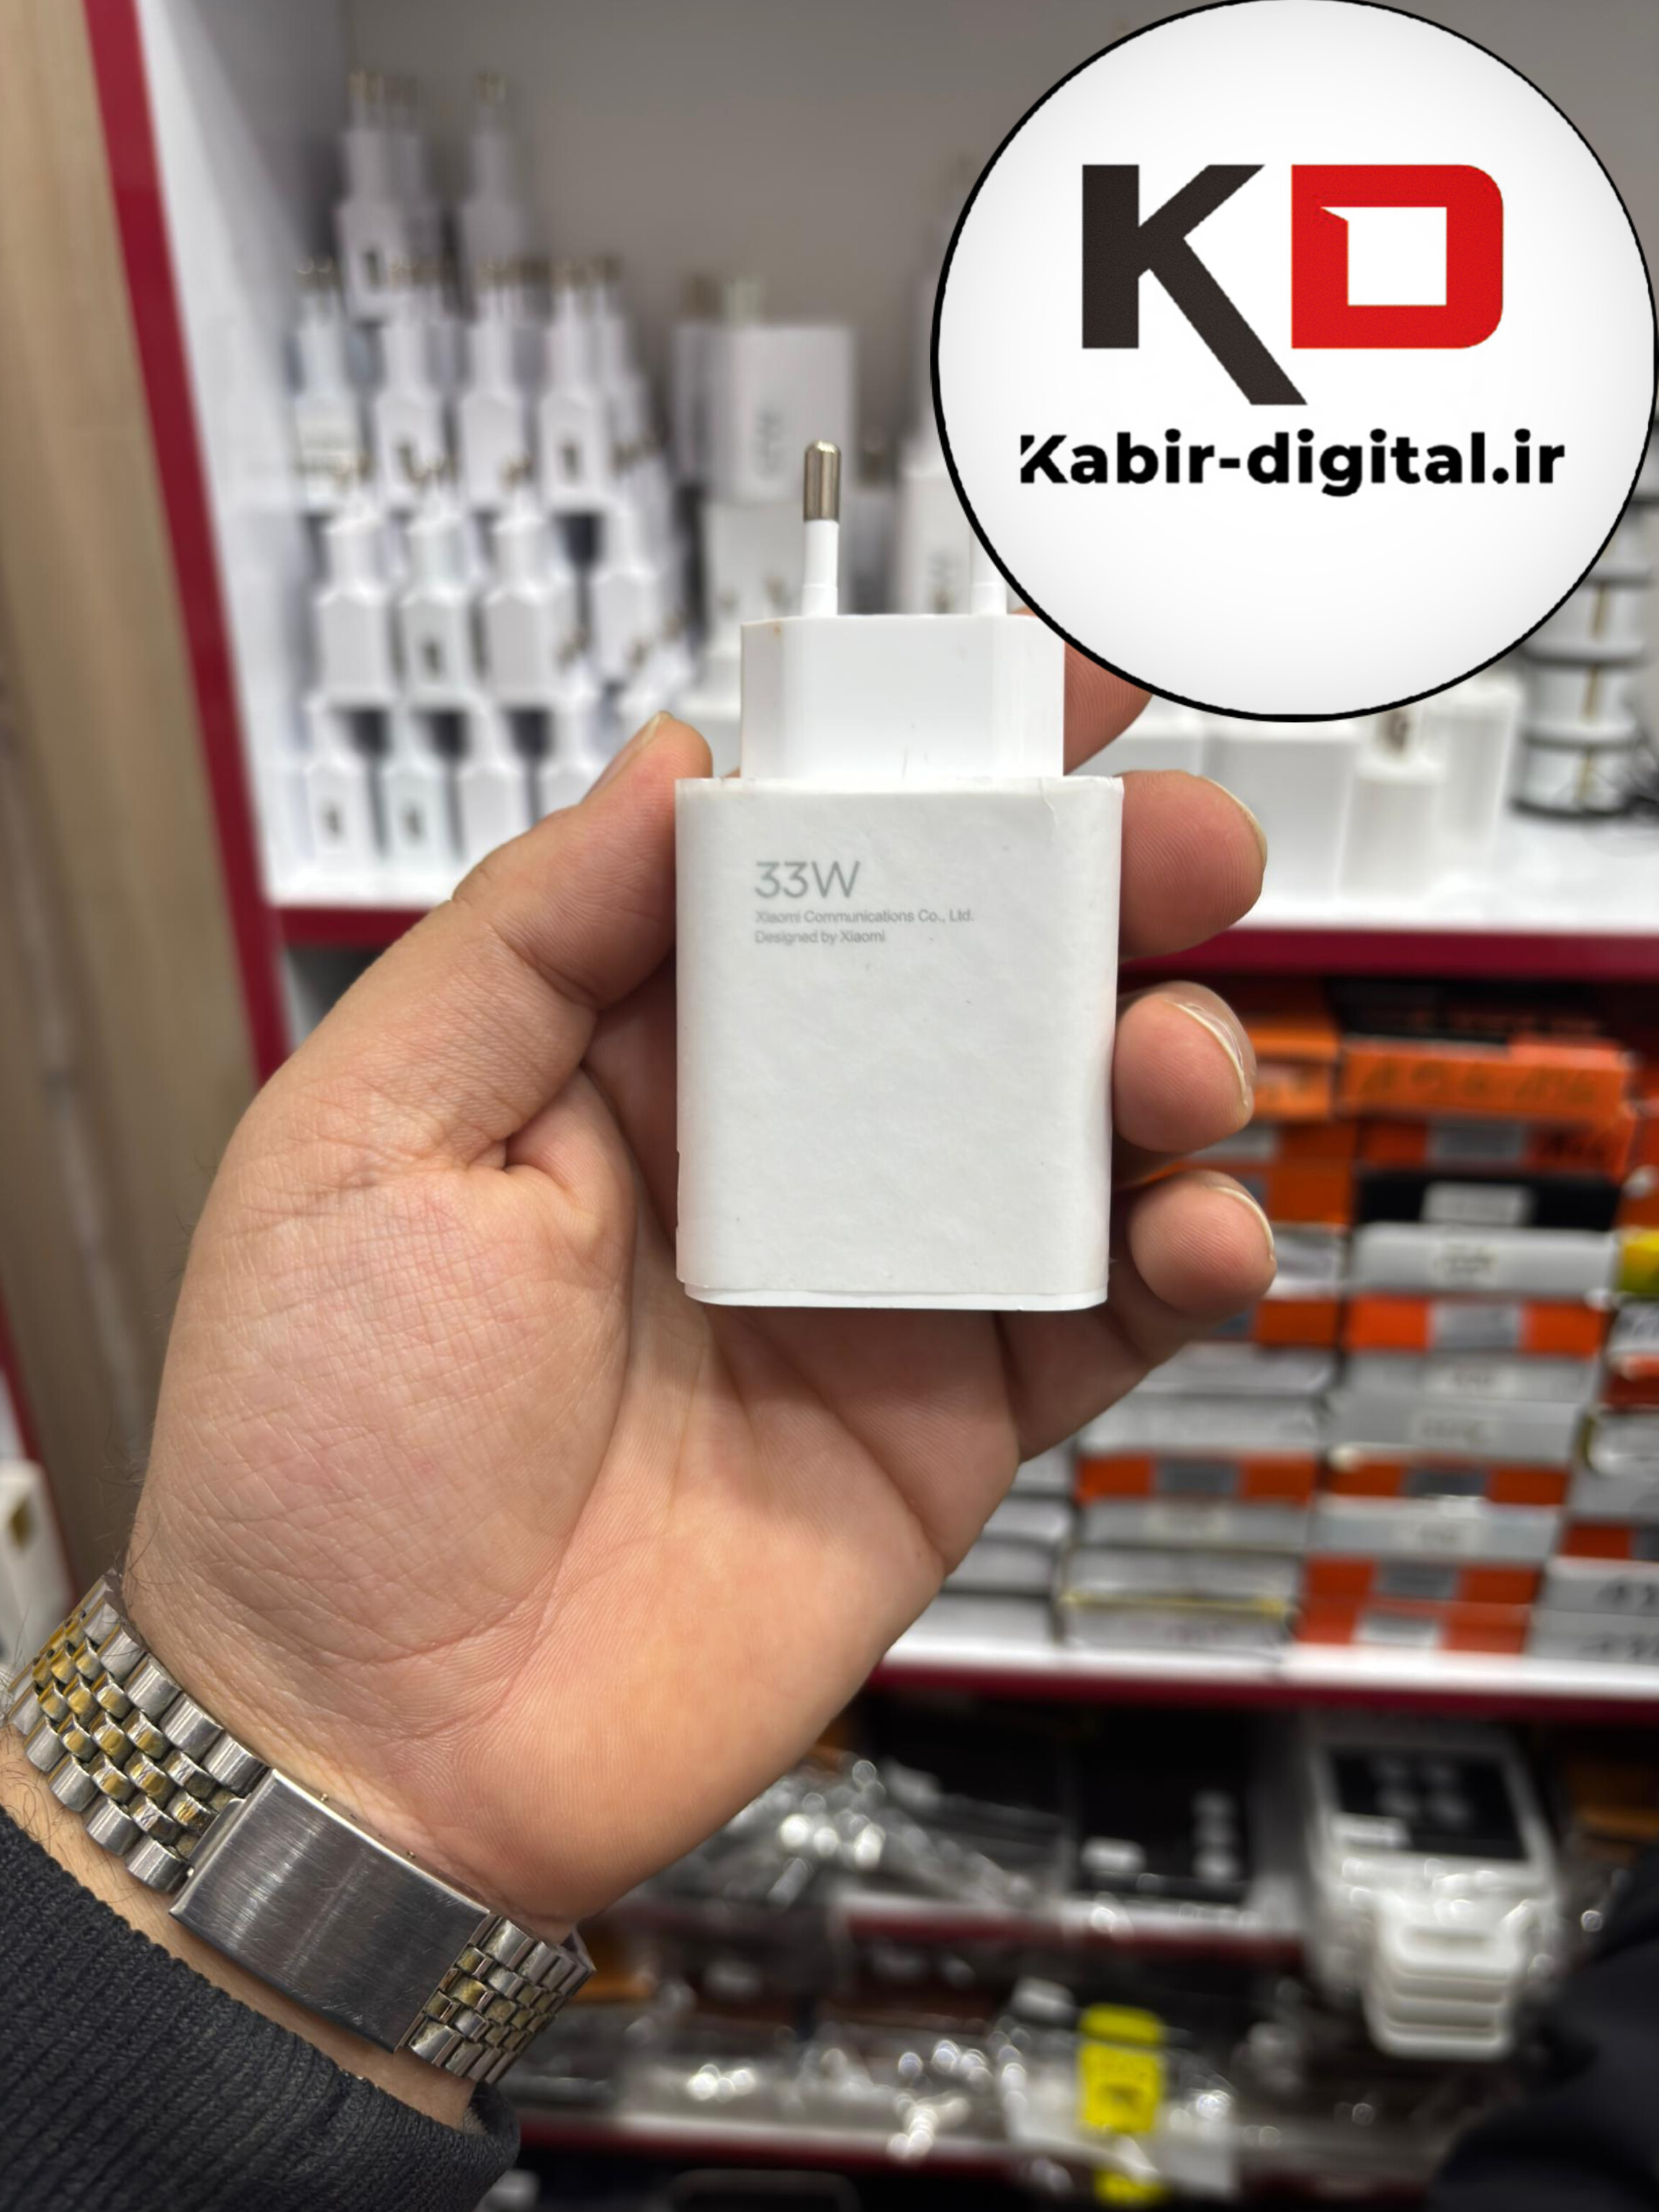 KD
Kabir-digital.ir
33W
Xiaomi Communications Co., Ltd.
Designed by Xiaomi